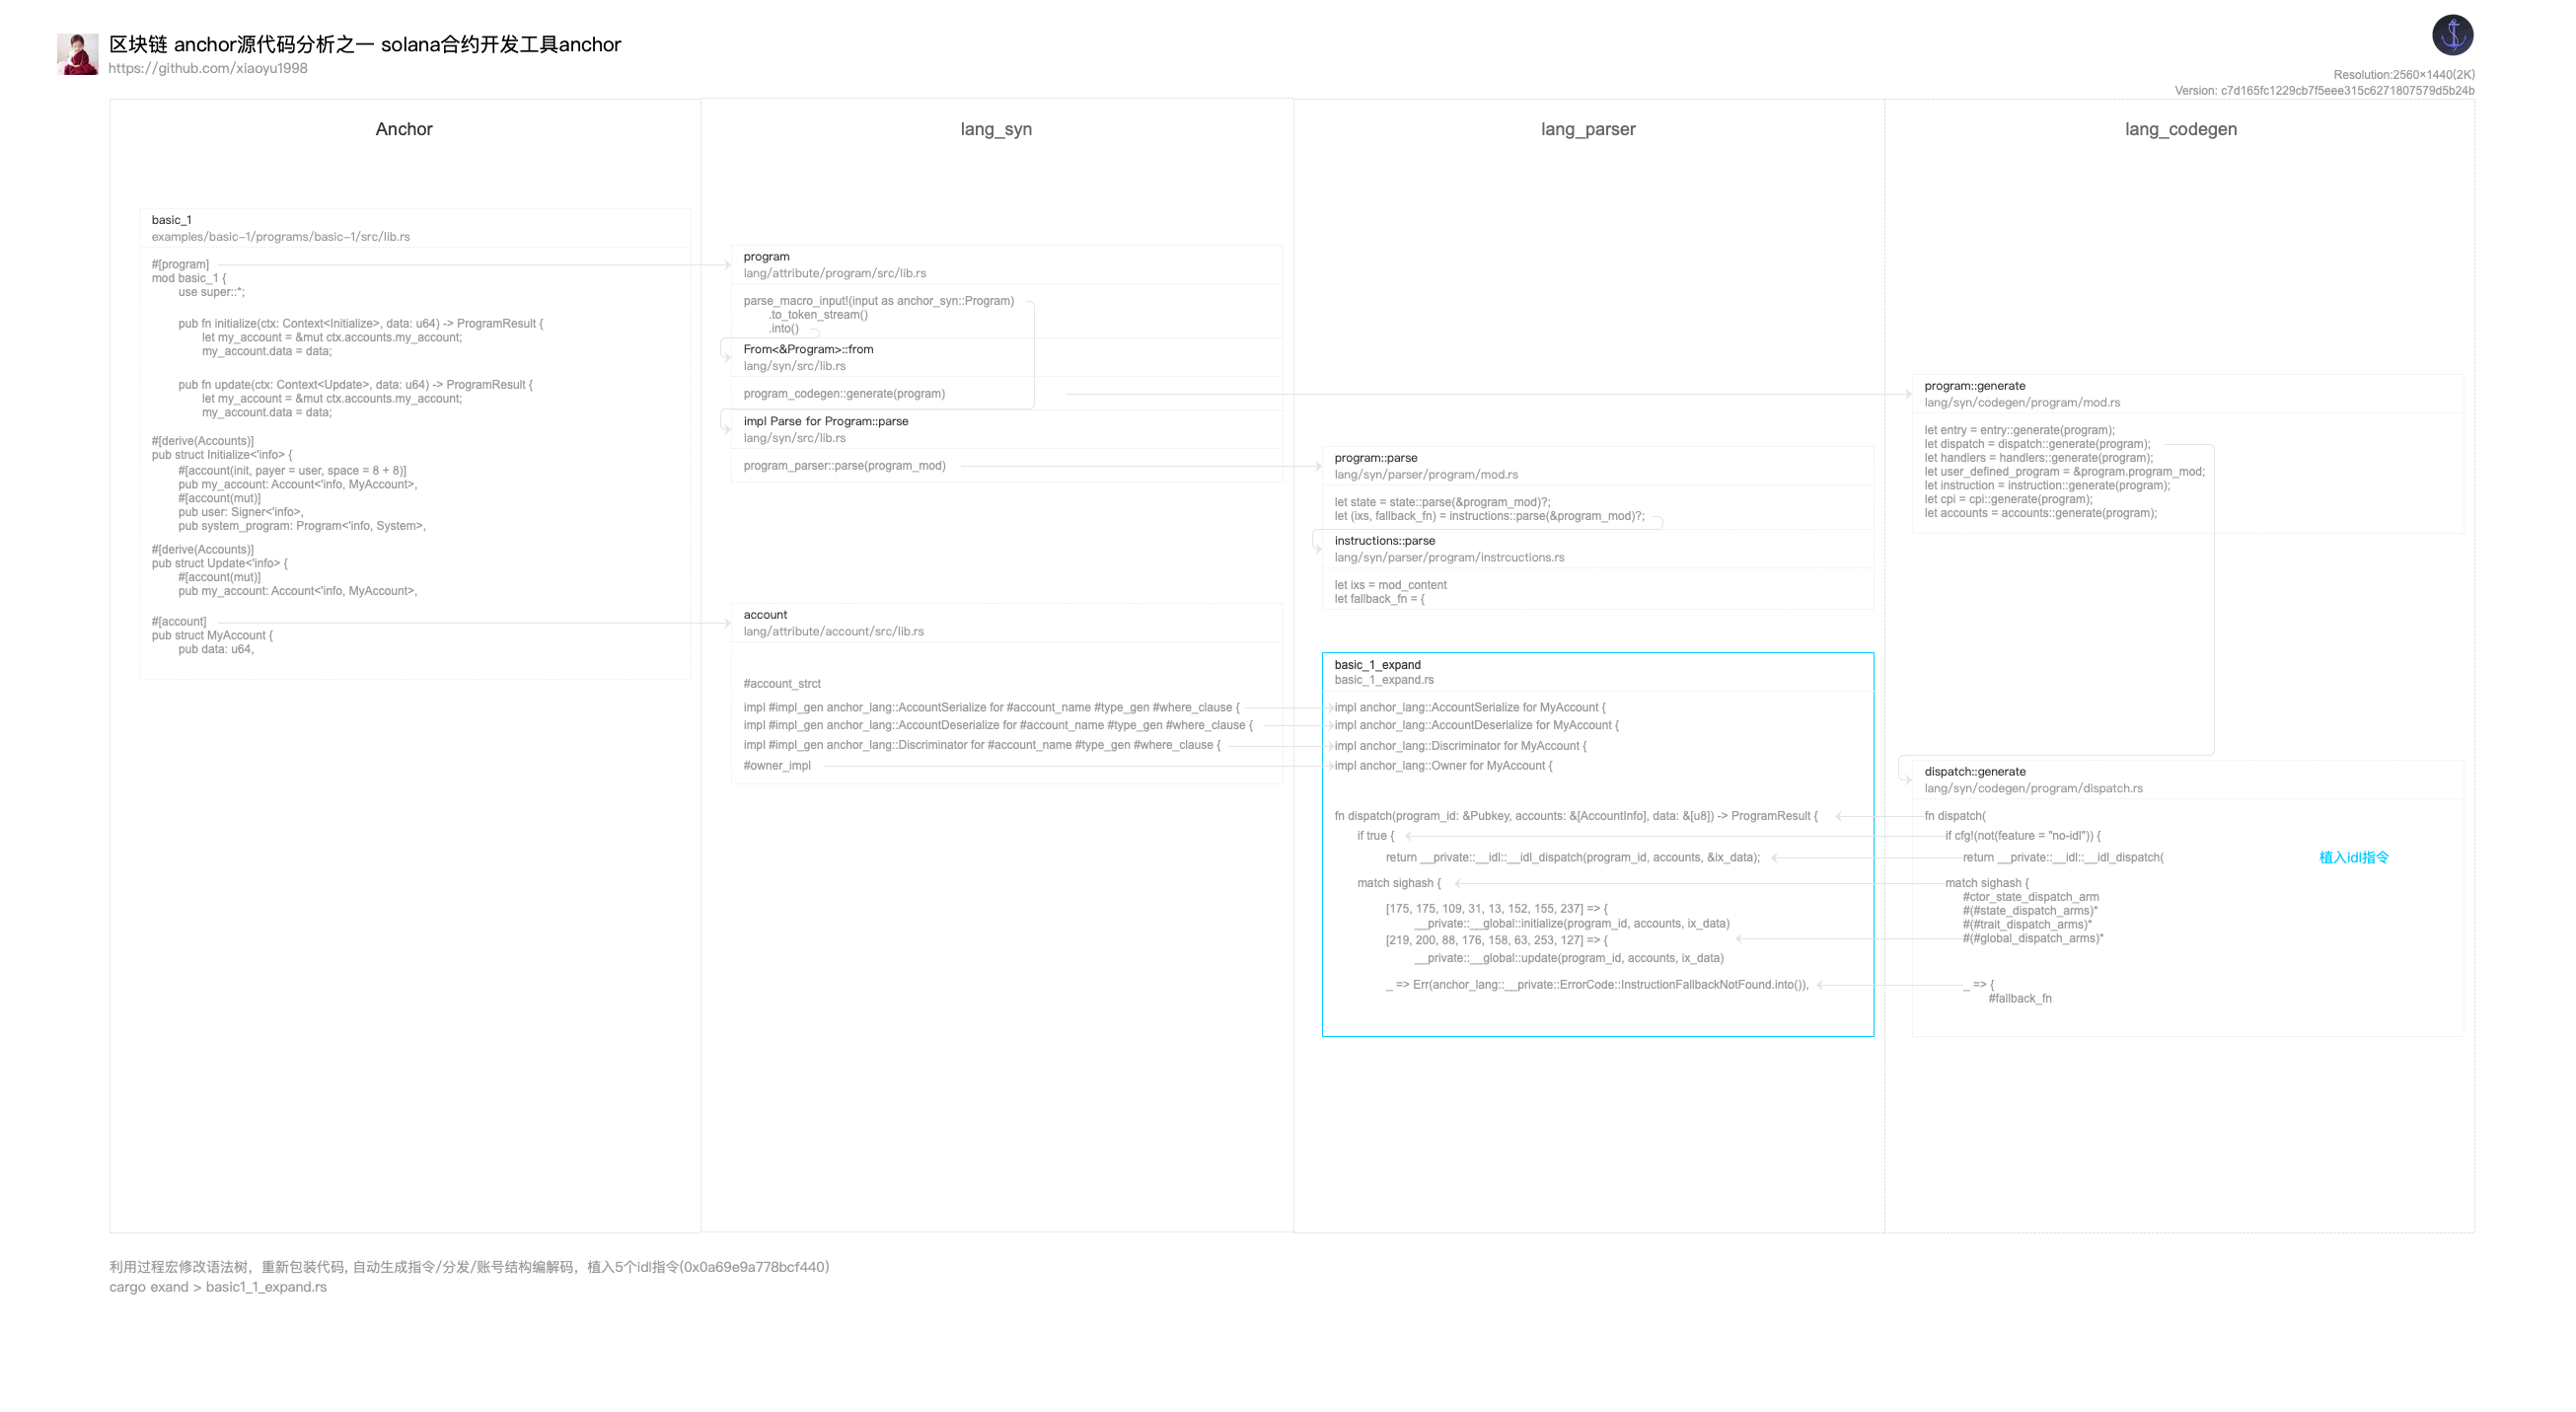 区块链 anchor源代码分析之一 solana合约开发工具anchor
https://github.com/xiaoyu1998
Resolution:2560×1440(2K)
Version: c7d165fc1229cb7f5eee315c6271807579d5b24b
Anchor
basic_1
examples/basic-1/programs/basic-1/src/lib.rs
#[program]
mod basic_1 {
use super::*;
pub fn initialize(ctx: Context<Initialize>, data: u64) -> ProgramResult {
let my_account = &mut ctx.accounts.my_account;
my_account.data = data;
pub fn update(ctx: Context<Update>, data: u64) -> ProgramResult {
let my_account = &mut ctx.accounts.my_account;
my_account.data = data;
#[derive(Accounts)]
pub struct Initialize<'info> {
#[account(init, payer = user, space = 8 + 8)]
pub my_account: Account<'info, MyAccount>,
#[account(mut)]
pub user: Signer<'info>,
pub system_program: Program<'info, System>,
#[derive(Accounts)]
pub struct Update<'info> {
#[account(mut)]
pub my_account: Account<'info, MyAccount>,
#[account]
pub struct MyAccount {
pub data: u64,
lang_syn
program
lang/attribute/program/src/lib.rs
parse_macro_input!(input as anchor_syn::Program)
.to_token_stream()
.into()
From<&Program>::from
lang/syn/src/lib.rs
program_codegen::generate(program)
impl Parse for Program::parse
lang/syn/src/lib.rs
program_parser::parse(program_mod)
account
lang/attribute/account/src/lib.rs
#account_strct
impl #impl_gen anchor_lang::AccountSerialize for #account_name #type_gen #where_clause {
impl #impl_gen anchor_lang::AccountDeserialize for #account_name #type_gen #where_clause {
impl #impl_gen anchor_lang::Discriminator for #account_name #type_gen #where_clause {
#owner_impl
lang_parser
program::parse
lang/syn/parser/program/mod.rs
let state = state::parse(&program_mod)?;
let (ixs, fallback_fn) = instructions::parse(&program_mod)?;
instructions::parse
lang/syn/parser/program/instrcuctions.rs
let ixs = mod_content
let fallback_fn = {
basic_1_expand
basic_1_expand.rs
impl anchor_lang::AccountSerialize for MyAccount {
impl anchor_lang::AccountDeserialize for MyAccount {
impl anchor_lang::Discriminator for MyAccount {
impl anchor_lang::Owner for MyAccount {
fn dispatch(program_id: &Pubkey, accounts: &[AccountInfo], data: &[u8]) -> ProgramResult {
if true {
return __private::__idl::__idl_dispatch(program_id, accounts, &ix_data);
match sighash {
[175, 175, 109, 31, 13, 152, 155, 237] => {
__private::__global::initialize(program_id, accounts, ix_data)
[219, 200, 88, 176, 158, 63, 253, 127] => {
__private::__global::update(program_id, accounts, ix_data)
_ => Err(anchor_lang::__private::ErrorCode::InstructionFallbackNotFound.into()),
lang_codegen
program::generate
lang/syn/codegen/program/mod.rs
let entry = entry::generate(program);
let dispatch = dispatch::generate(program);
let handlers = handlers::generate(program);
let user_defined_program = &program.program_mod;
let instruction = instruction::generate(program);
let cpi = cpi::generate(program);
let accounts = accounts::generate(program);
dispatch::generate
lang/syn/codegen/program/dispatch.rs
fn dispatch(
if cfg!(not(feature = "no-idl")) {
return __private::__idl::__idl_dispatch(
植入idl指令
match sighash {
#ctor_state_dispatch_arm
#(#state_dispatch_arms)*
#(#trait_dispatch_arms)*
#(#global_dispatch_arms)*
_ => {
#fallback_fn
利用过程宏修改语法树，重新包装代码, 自动生成指令/分发/账号结构编解码，植入5个idl指令(0x0a69e9a778bcf440)
cargo exand > basic1_1_expand.rs